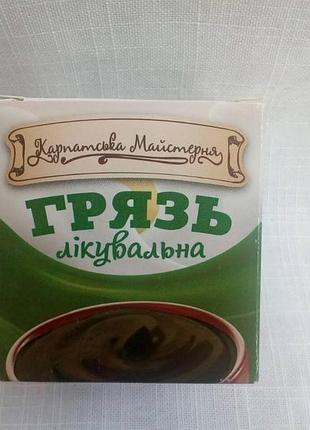 Карпатська Майстерня
ГРЯЗЬ
лікувальна